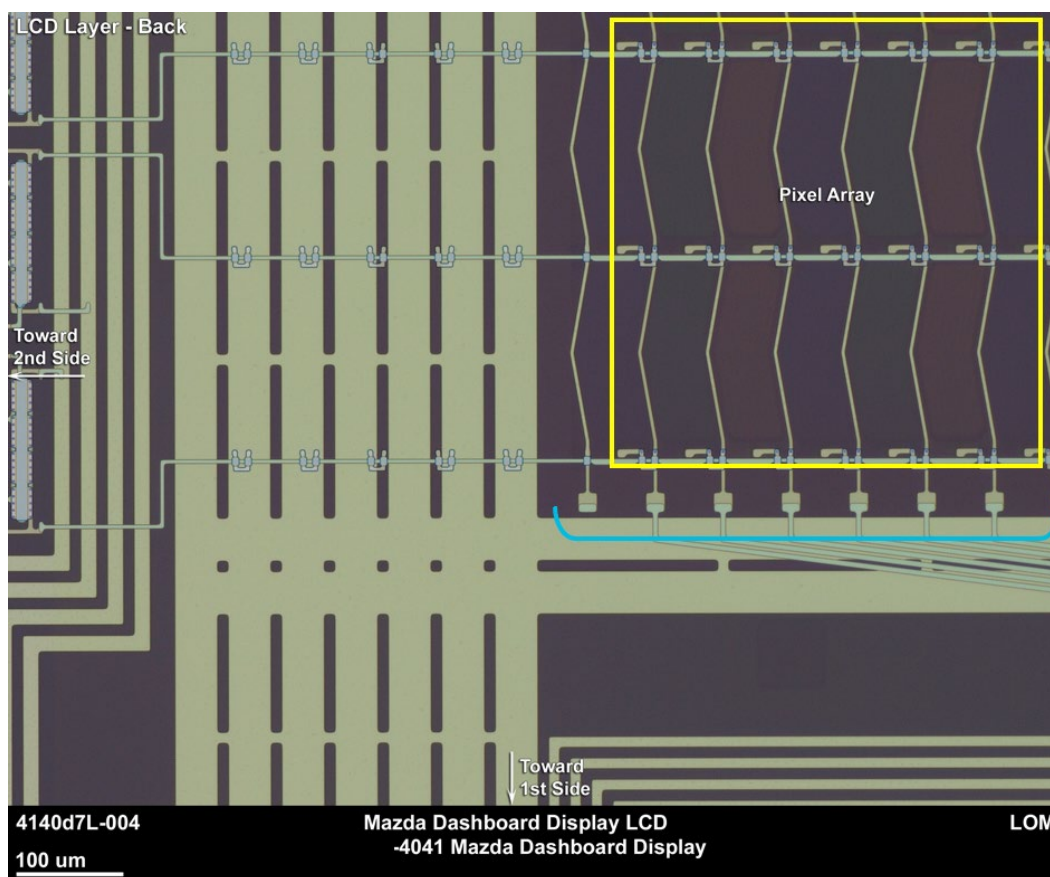 LCD Layer - Back
Pixel Array
Toward
2nd Side
Toward
1st Side
4140d7L-004
Mazda Dashboard Display LCD
LOM
-4041 Mazda Dashboard Display
100 um